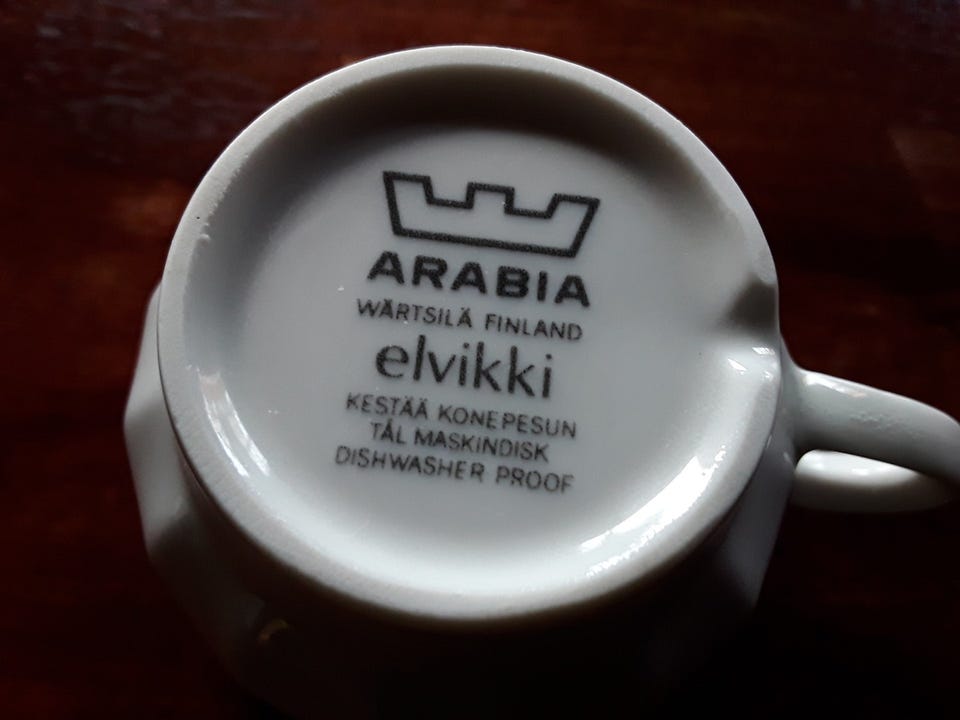 ARABIA
WÄRTSILÄ FINLAND
elvikki
KESTÄÄ KONEPESUN
TÅL MASKINDISK
DISHWASHER PROOF